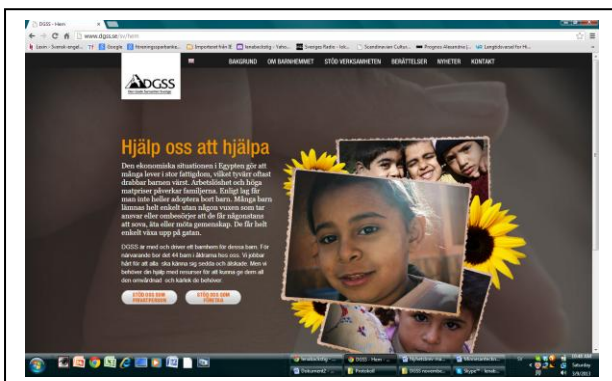 DGSS - Hem
www.dgss.se/sv/hem
Google
Sveriges Radio
BAKGRUND OM BARNHEMMET STÖD VERKSAMHETEN BERÄTTELSER NYHETER KONTAKT
DGSS
Hjälp oss att hjälpa
Den ekonomiska situationen i Egypten gör att
många lever i stor fattigdom, vilket tyvärr oftast
drabbar barnen värst. Arbetslöshet och höga
matpriser påverkar familjerna. Enligt lag får
man inte heller adoptera bort barn. Många barn
lämnas helt enkelt utan någon vuxen som tar
ansvar eller ombesörjer att de får någonstans
att sova, äta eller möta gemenskap. De får helt
enkelt växa upp på gatan.
DGSS är med och driver ett barnhem för dessa barn. För
närvarande bor det 44 barn i åldrarna hos oss. Vi jobbar
hårt för att alla ska känna sig sedda och älskade. Men vi
behöver din hjälp med resurser för att kunna ge dem all
den omvårdnad och kärlek de behöver.
STÖD OSS SOM
PRIVATPERSON
STÖD OSS SOM
FÖRETAG
DGSS - Hem
Dokument2
Protokoll
Saturday